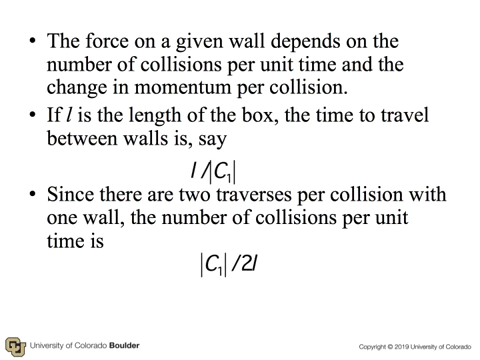 • The force on a given wall depends on the
number of collisions per unit time and the
change in momentum per collision.
• If l is the length of the box, the time to travel
between walls is, say
l /|C₁|
• Since there are two traverses per collision with
one wall, the number of collisions per unit
time is
|C₁| /2l
University of Colorado Boulder
Copyright © 2019 University of Colorado